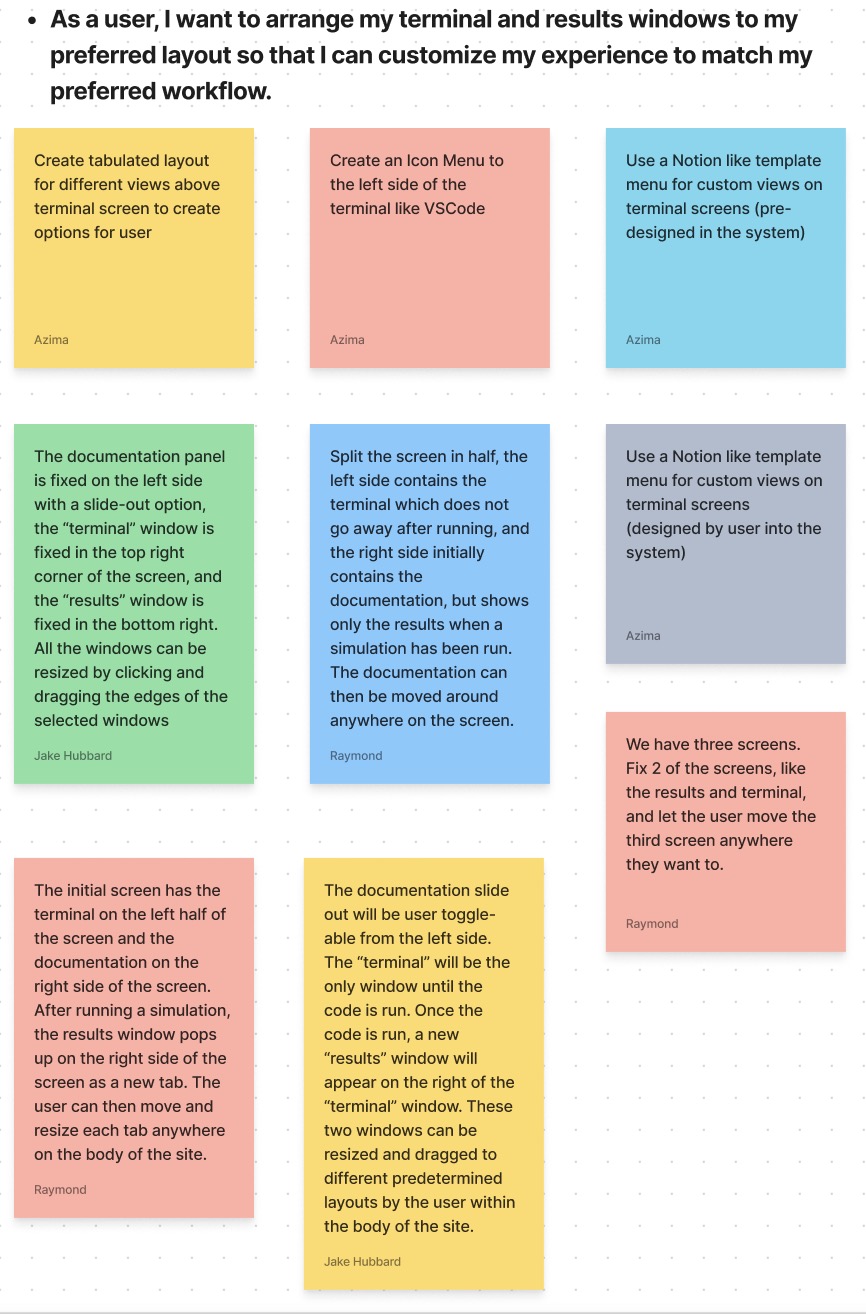 • As a user, I want to arrange my terminal and results windows to my
preferred layout so that I can customize my experience to match my
preferred workflow.
Create tabulated layout
for different views above
terminal screen to create
options for user
Azima
Create an Icon Menu to
the left side of the
terminal like VSCode
Azima
Use a Notion like template
menu for custom views on
terminal screens (pre-
designed in the system)
Azima
The documentation panel
is fixed on the left side
with a slide-out option,
the “terminal” window is
fixed in the top right
corner of the screen, and
the “results” window is
fixed in the bottom right.
All the windows can be
resized by clicking and
dragging the edges of the
selected windows
Jake Hubbard
Split the screen in half, the
left side contains the
terminal which does not
go away after running, and
the right side initially
contains the
documentation, but shows
only the results when a
simulation has been run.
The documentation can
then be moved around
anywhere on the screen.
Raymond
Use a Notion like template
menu for custom views on
terminal screens
(designed by user into the
system)
Azima
We have three screens.
Fix 2 of the screens, like
the results and terminal,
and let the user move the
third screen anywhere
they want to.
Raymond
The initial screen has the
terminal on the left half of
the screen and the
documentation on the
right side of the screen.
After running a simulation,
the results window pops
up on the right side of the
screen as a new tab. The
user can then move and
resize each tab anywhere
on the body of the site.
Raymond
The documentation slide
out will be user toggle-
able from the left side.
The “terminal” will be the
only window until the
code is run. Once the
code is run, a new
“results” window will
appear on the right of the
“terminal” window. These
two windows can be
resized and dragged to
different predetermined
layouts by the user within
the body of the site.
Jake Hubbard